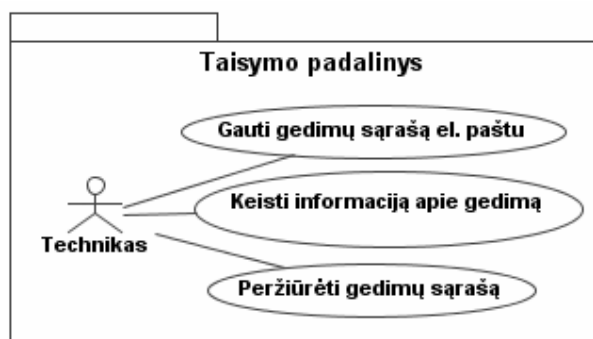 Taisymo padalinys
Gauti gedimų sąrašą el. paštu
Keisti informaciją apie gedimą
Technikas
Peržiūrėti gedimų sąrašą